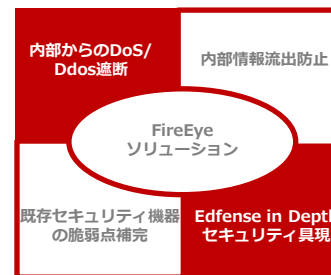 内部からのDoS/
Ddos遮断
内部情報流出防止
FireEye
ソリューション
既存セキュリティ機器
の脆弱点補完
Edfense in Depth
セキュリティ具現